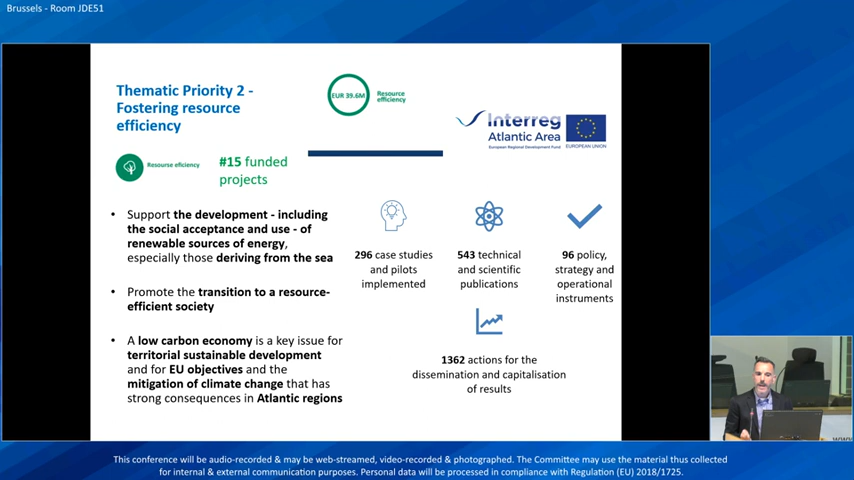 Brussels - Room JDE51
Thematic Priority 2 -
Fostering resource
efficiency
EUR 39.6M
Resource
efficiency
Interreg
Atlantic Area
European Regional Development Fund
EUROPEAN UNION
Resourse eficiency
#15 funded
projects
• Support the development - including
the social acceptance and use - of
renewable sources of energy,
especially those deriving from the sea
• Promote the transition to a resource-
efficient society
• A low carbon economy is a key issue for
territorial sustainable development
and for EU objectives and the
mitigation of climate change that has
strong consequences in Atlantic regions
296 case studies
and pilots
implemented
543 technical
and scientific
publications
96 policy,
strategy and
operational
instruments
1362 actions for the
dissemination and capitalisation
of results
This conference will be audio-recorded & may be web-streamed, video-recorded & photographed. The Committee may use the material thus collected
for internal & external communication purposes. Personal data will be processed in compliance with Regulation (EU) 2018/1725.